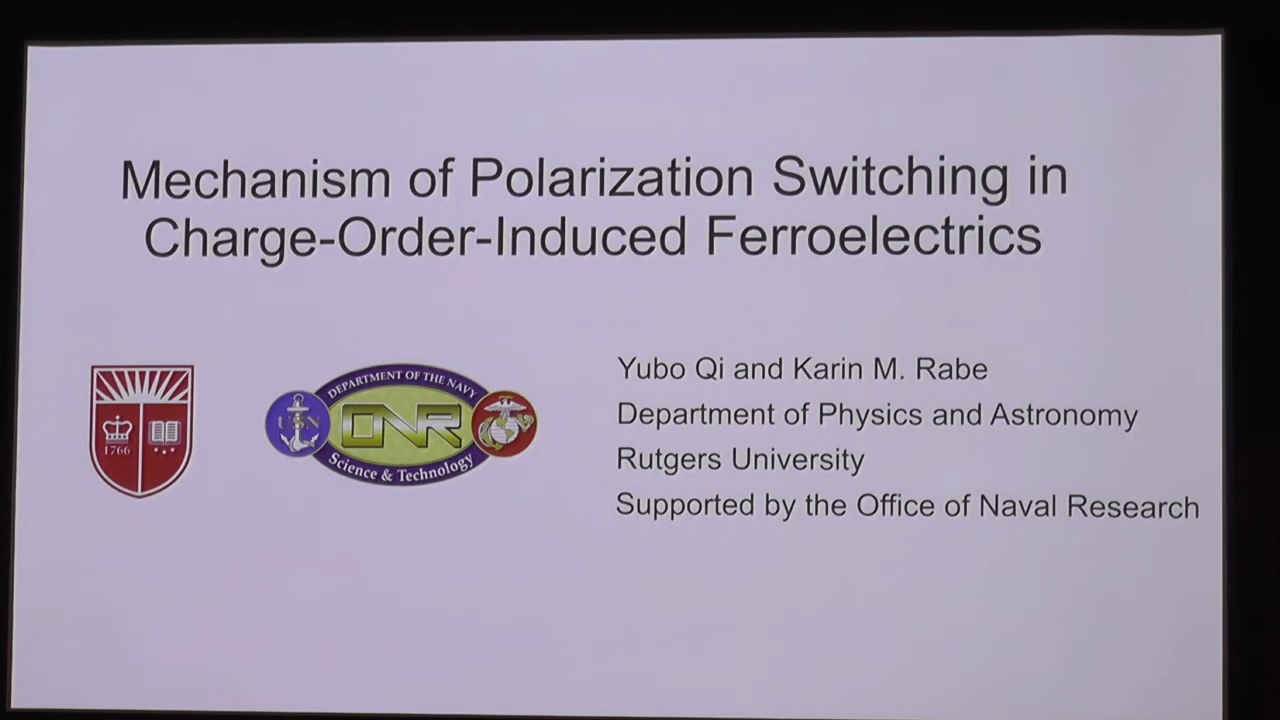 Mechanism of Polarization Switching in
Charge-Order-Induced Ferroelectrics
1766
DEPARTMENT OF THE NAVY
USN
ONR
Science & Technology
Yubo Qi and Karin M. Rabe
Department of Physics and Astronomy
Rutgers University
Supported by the Office of Naval Research